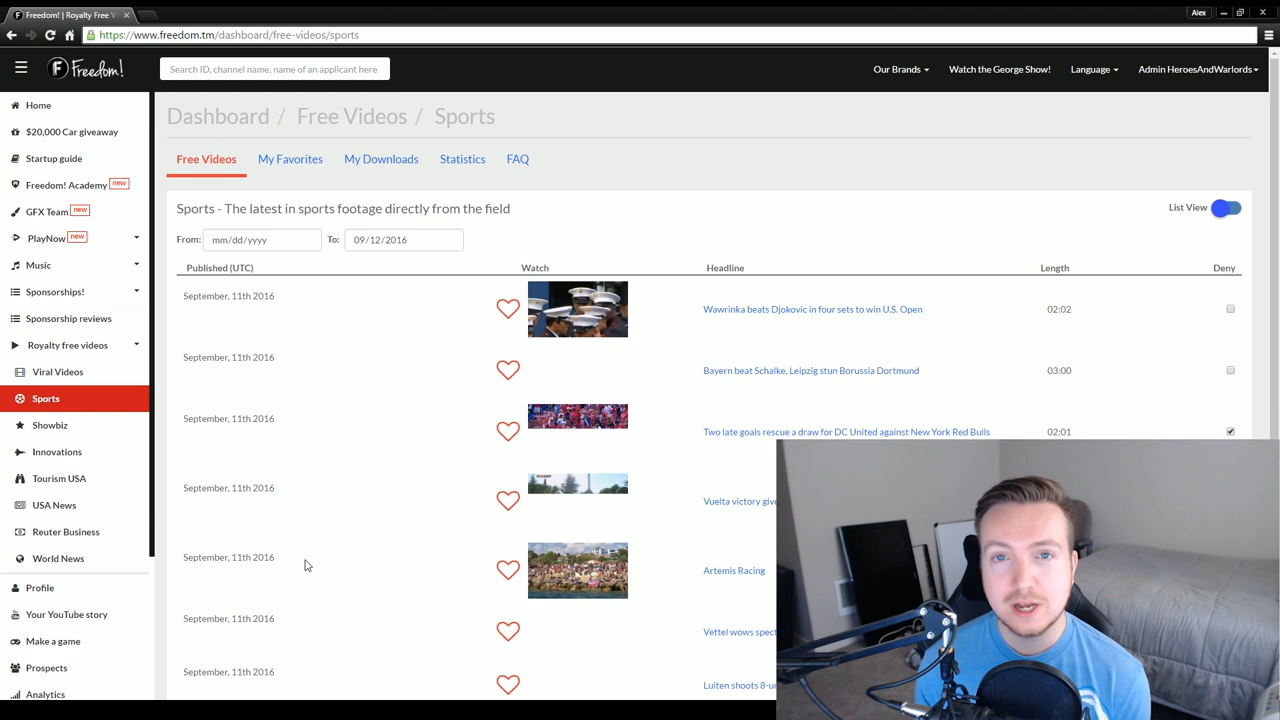 Freedom! | Royalty Free V
Alex
https://www.freedom.tm/dashboard/free-videos/sports
Freedom!
Search ID, channel name, name of an applicant here
Our Brands
Watch the George Show!
Language
Admin HeroesAndWarlords
Home
$20,000 Car giveaway
Startup guide
Freedom! Academy new
GFX Team new
PlayNow new
Music
Sponsorships!
Sponsorship reviews
Royalty free videos
Viral Videos
Sports
Showbiz
Innovations
Tourism USA
USA News
Reuter Business
World News
Profile
Your YouTube story
Make a game
Prospects
Analytics
Dashboard / Free Videos / Sports
Free Videos My Favorites My Downloads Statistics FAQ
Sports - The latest in sports footage directly from the field
List View
From: mm/dd/yyyy To: 09/12/2016
Published (UTC) Watch Headline Length Deny
September, 11th 2016 Wawrinka beats Djokovic in four sets to win U.S. Open 02:02
September, 11th 2016 Bayern beat Schalke, Leipzig stun Borussia Dortmund 03:00
September, 11th 2016 Two late goals rescue a draw for DC United against New York Red Bulls 02:01
September, 11th 2016 Vuelta victory give
September, 11th 2016 Artemis Racing
September, 11th 2016 Vettel wows spect
September, 11th 2016 Luiten shoots 8-u